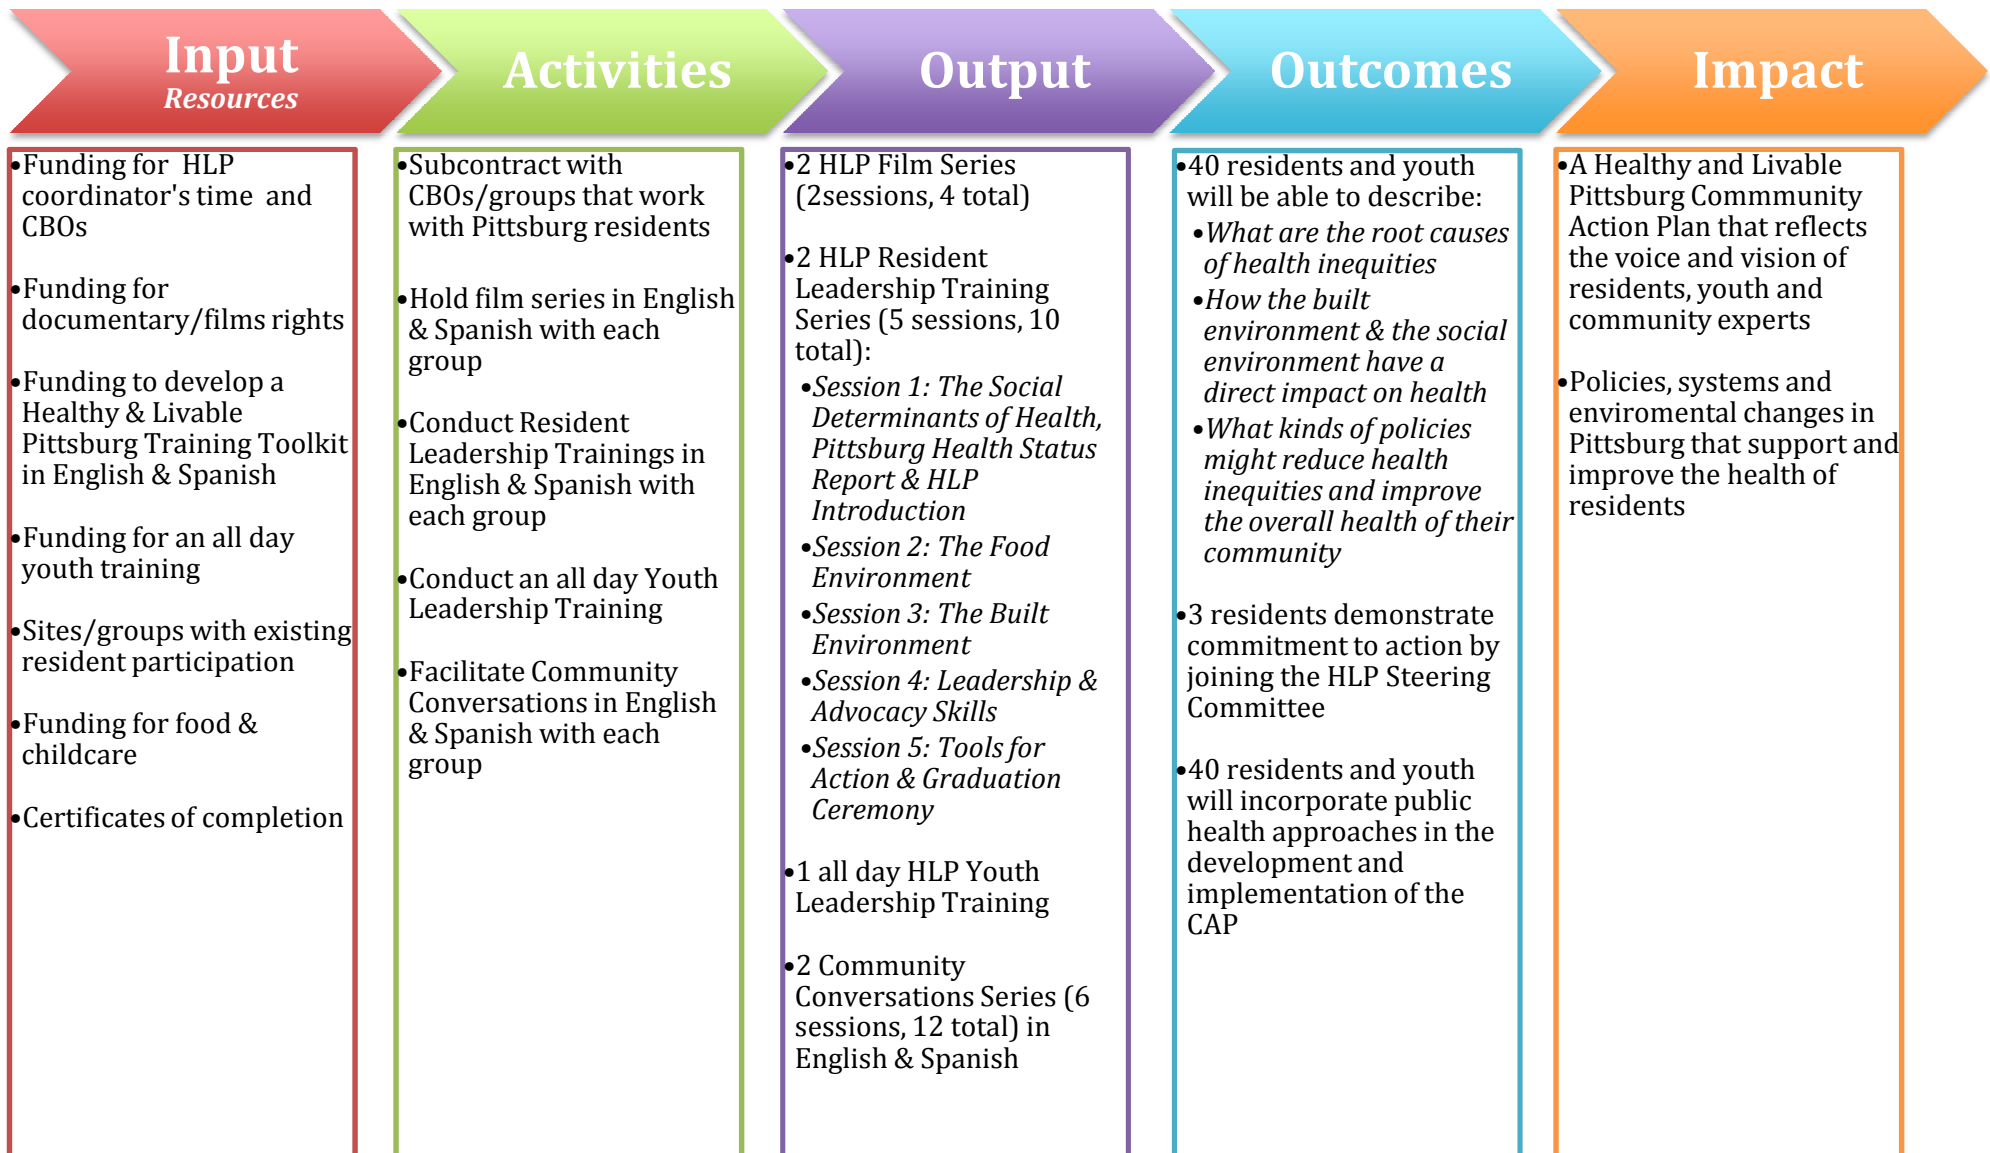 Input
Resources
Activities
Output
Outcomes
Impact
•Funding for HLP
coordinator's time and
CBOs
•Funding for
documentary/films rights
•Funding to develop a
Healthy & Livable
Pittsburg Training Toolkit
in English & Spanish
•Funding for an all day
youth training
•Sites/groups with existing
resident participation
•Funding for food &
childcare
•Certificates of completion
•Subcontract with
CBOs/groups that work
with Pittsburg residents
•Hold film series in English
& Spanish with each
group
•Conduct Resident
Leadership Trainings in
English & Spanish with
each group
•Conduct an all day Youth
Leadership Training
•Facilitate Community
Conversations in English
& Spanish with each
group
•2 HLP Film Series
(2sessions, 4 total)
•2 HLP Resident
Leadership Training
Series (5 sessions, 10
total):
•Session 1: The Social
Determinants of Health,
Pittsburg Health Status
Report & HLP
Introduction
•Session 2: The Food
Environment
•Session 3: The Built
Environment
•Session 4: Leadership &
Advocacy Skills
•Session 5: Tools for
Action & Graduation
Ceremony
•1 all day HLP Youth
Leadership Training
•2 Community
Conversations Series (6
sessions, 12 total) in
English & Spanish
•40 residents and youth
will be able to describe:
•What are the root causes
of health inequities
•How the built
environment & the social
environment have a
direct impact on health
•What kinds of policies
might reduce health
inequities and improve
the overall health of their
community
•3 residents demonstrate
commitment to action by
joining the HLP Steering
Committee
•40 residents and youth
will incorporate public
health approaches in the
development and
implementation of the
CAP
•A Healthy and Livable
Pittsburg Commmunity
Action Plan that reflects
the voice and vision of
residents, youth and
community experts
•Policies, systems and
enviromental changes in
Pittsburg that support and
improve the health of
residents